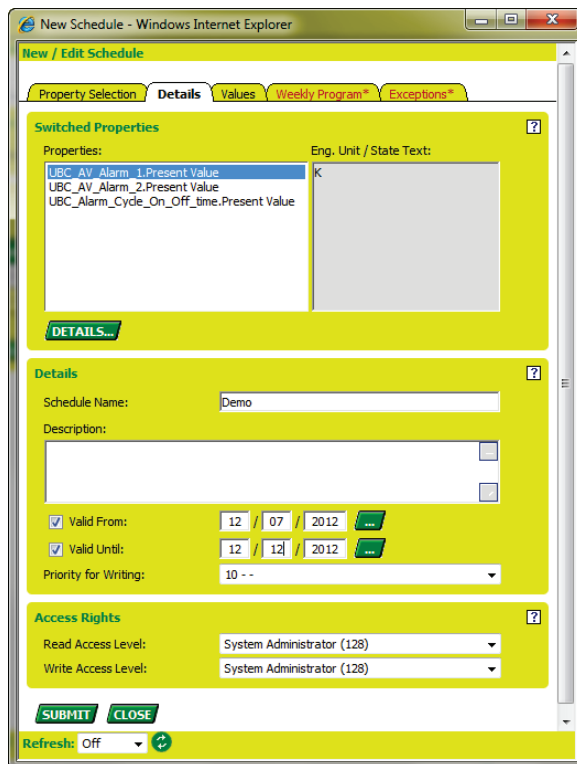 New Schedule - Windows Internet Explorer
New / Edit Schedule
Property Selection Details Values Weekly Program* Exceptions*
Switched Properties ?
Properties: Eng. Unit / State Text:
UBC_AV_Alarm_1.Present Value K
UBC_AV_Alarm_2.Present Value
UBC_Alarm_Cycle_On_Off_time.Present Value
DETAILS...
Details ?
Schedule Name: Demo
Description:
...
Valid From: 12 / 07 / 2012 ...
Valid Until: 12 / 12 / 2012 ...
Priority for Writing: 10 - -
Access Rights ?
Read Access Level: System Administrator (128)
Write Access Level: System Administrator (128)
SUBMIT CLOSE
Refresh: Off